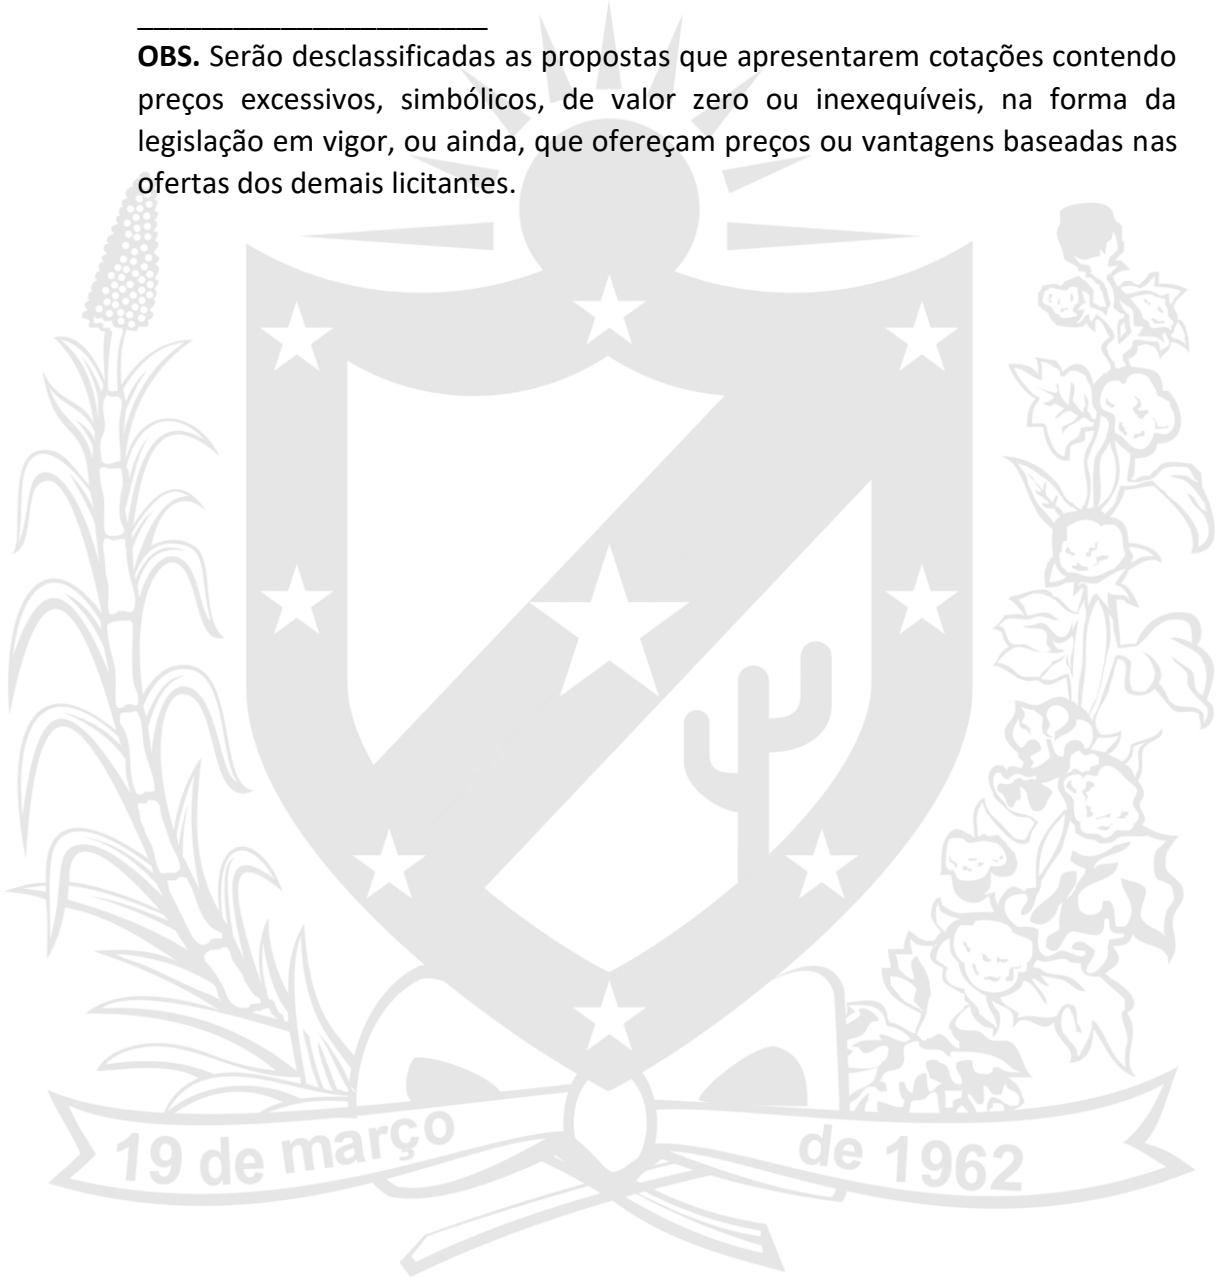 OBS. Serão desclassificadas as propostas que apresentarem cotações contendo
preços excessivos, simbólicos, de valor zero ou inexequíveis, na forma da
legislação em vigor, ou ainda, que ofereçam preços ou vantagens baseadas nas
ofertas dos demais licitantes.
19 de março de 1962